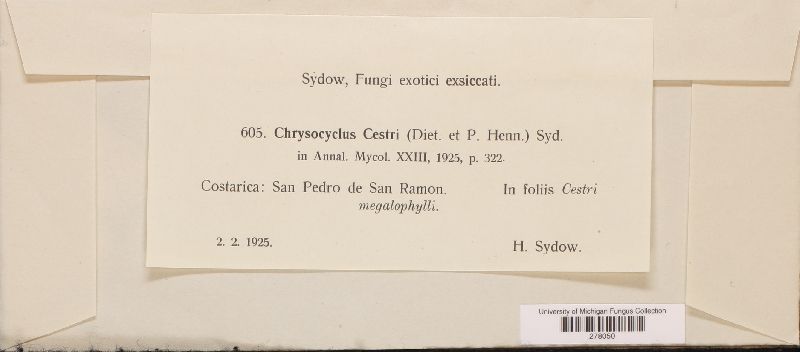 Sydow, Fungi exotici exsiccati.
605. Chrysocyclus Cestri (Diet. et P. Henn.) Syd.
in Annal. Mycol. XXIII, 1925, p. 322.
Costarica: San Pedro de San Ramon. In foliis Cestri
megalophylli.
2. 2. 1925. H. Sydow.
University of Michigan Fungus Collection
278050